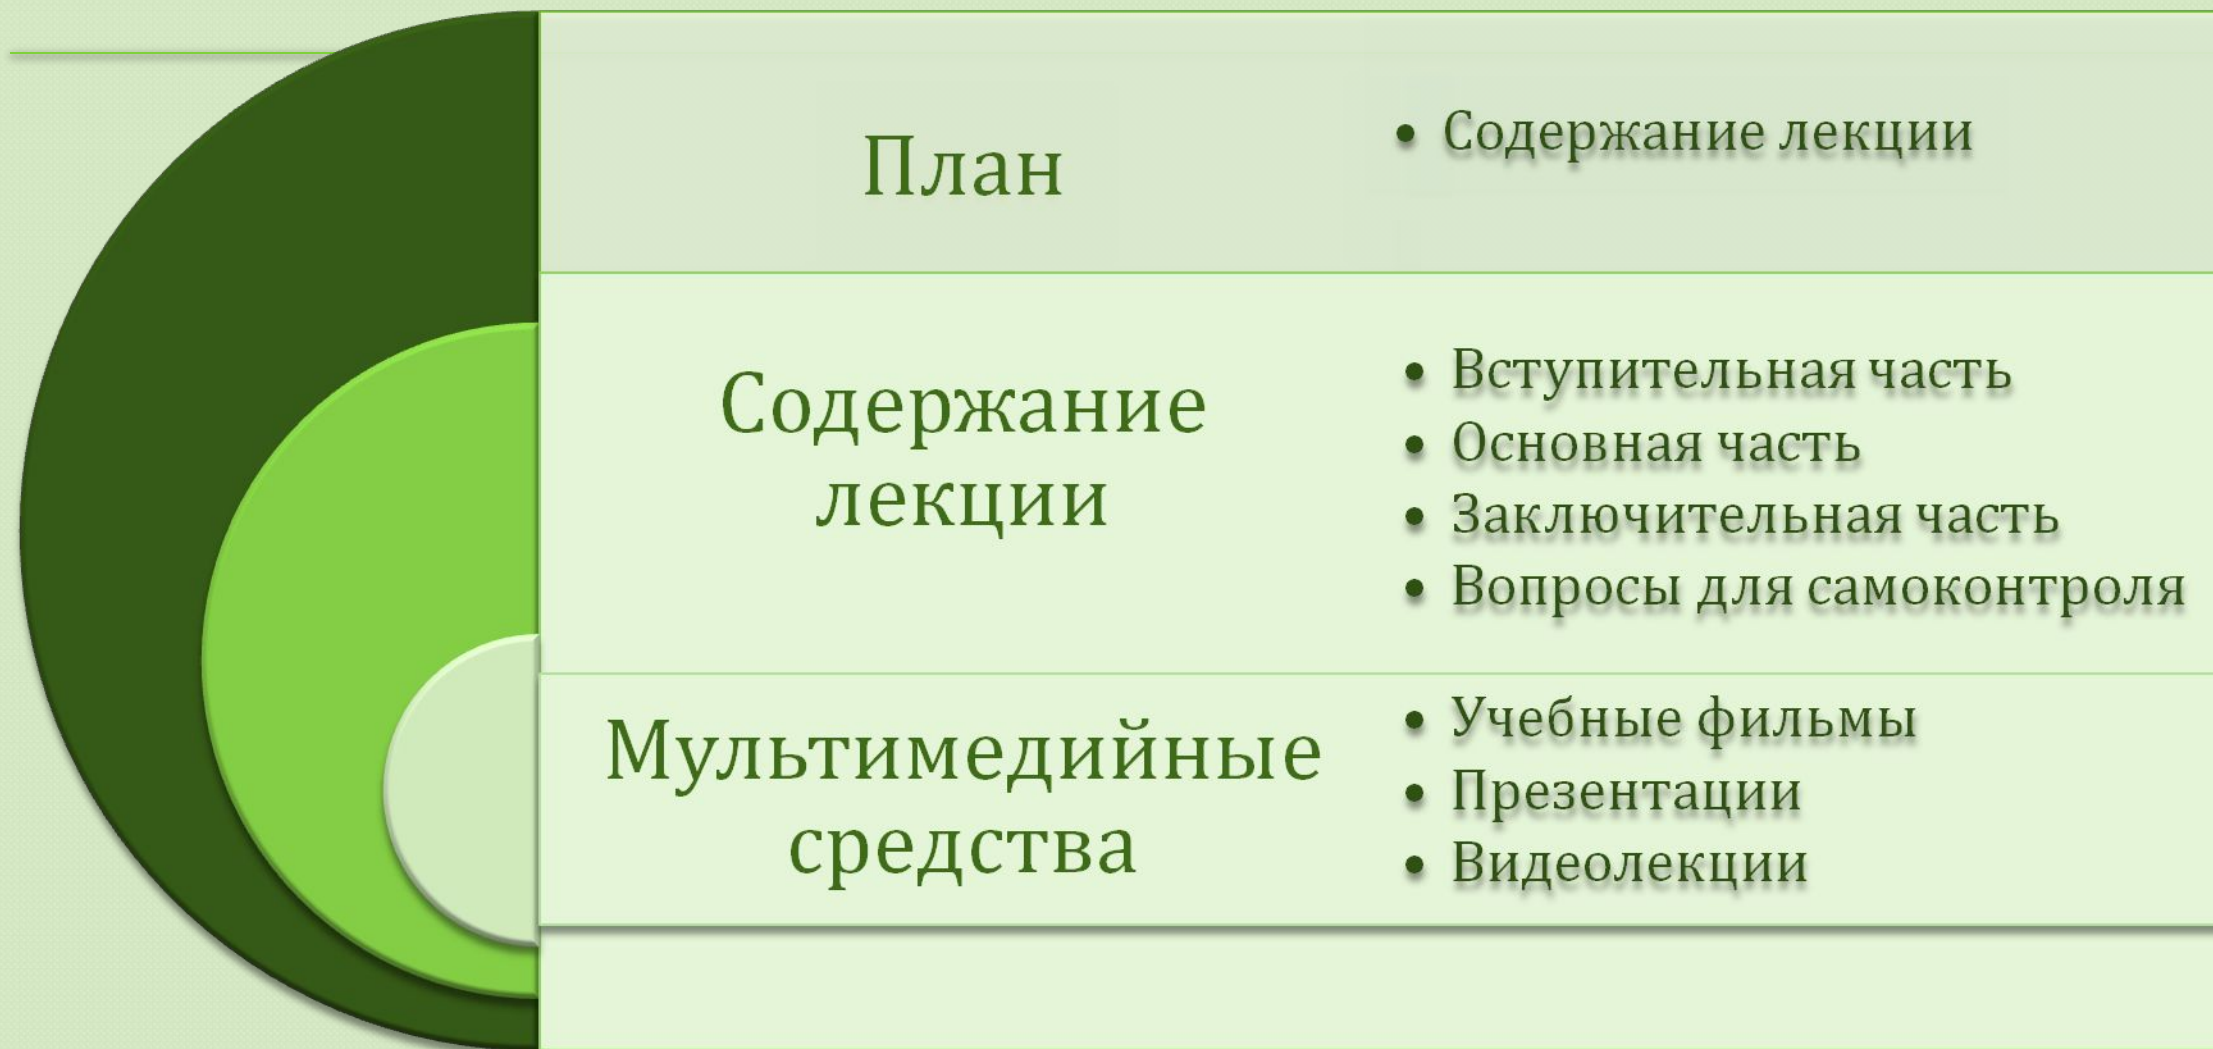 План
• Содержание лекции
Содержание
лекции
• Вступительная часть
• Основная часть
• Заключительная часть
• Вопросы для самоконтроля
Мультимедийные
средства
• Учебные фильмы
• Презентации
• Видеолекции